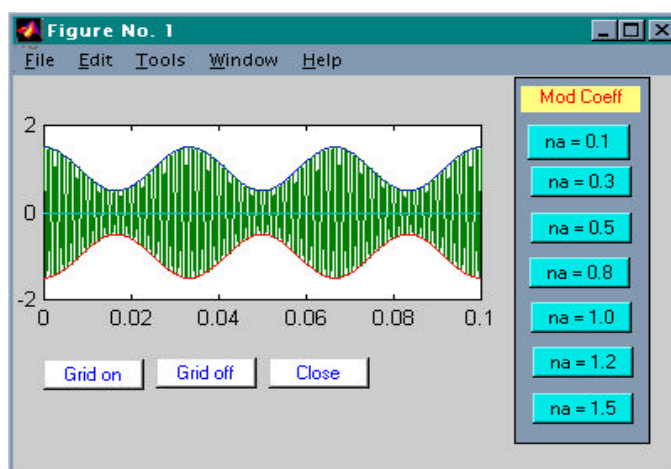 Figure No. 1
File Edit Tools Window Help
2
0
-2
0 0.02 0.04 0.06 0.08 0.1
Grid on Grid off Close
Mod Coeff
na = 0.1
na = 0.3
na = 0.5
na = 0.8
na = 1.0
na = 1.2
na = 1.5